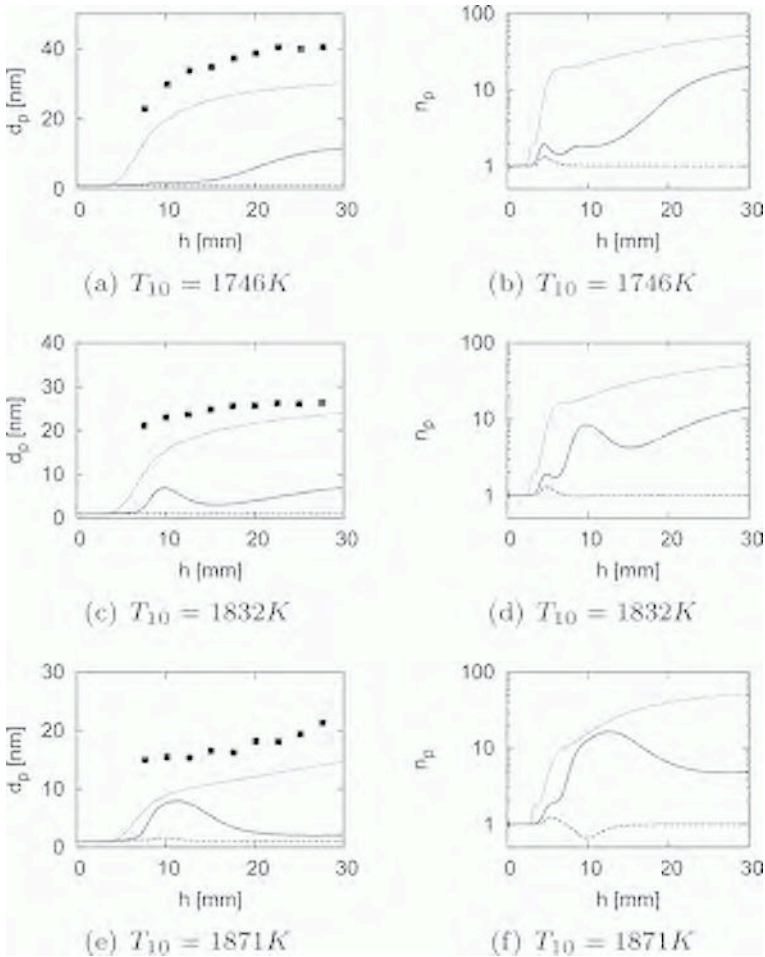 40
20
0
d_p [nm]
0 10 20 30
h [mm]
(a) T_10 = 1746K
100
10
1
n_p
0 10 20 30
h [mm]
(b) T_10 = 1746K
40
30
20
10
0
d_p [nm]
0 10 20 30
h [mm]
(c) T_10 = 1832K
100
10
1
n_p
0 10 20 30
h [mm]
(d) T_10 = 1832K
30
20
10
0
d_p [nm]
0 10 20 30
h [mm]
(e) T_10 = 1871K
100
10
1
n_p
0 10 20 30
h [mm]
(f) T_10 = 1871K